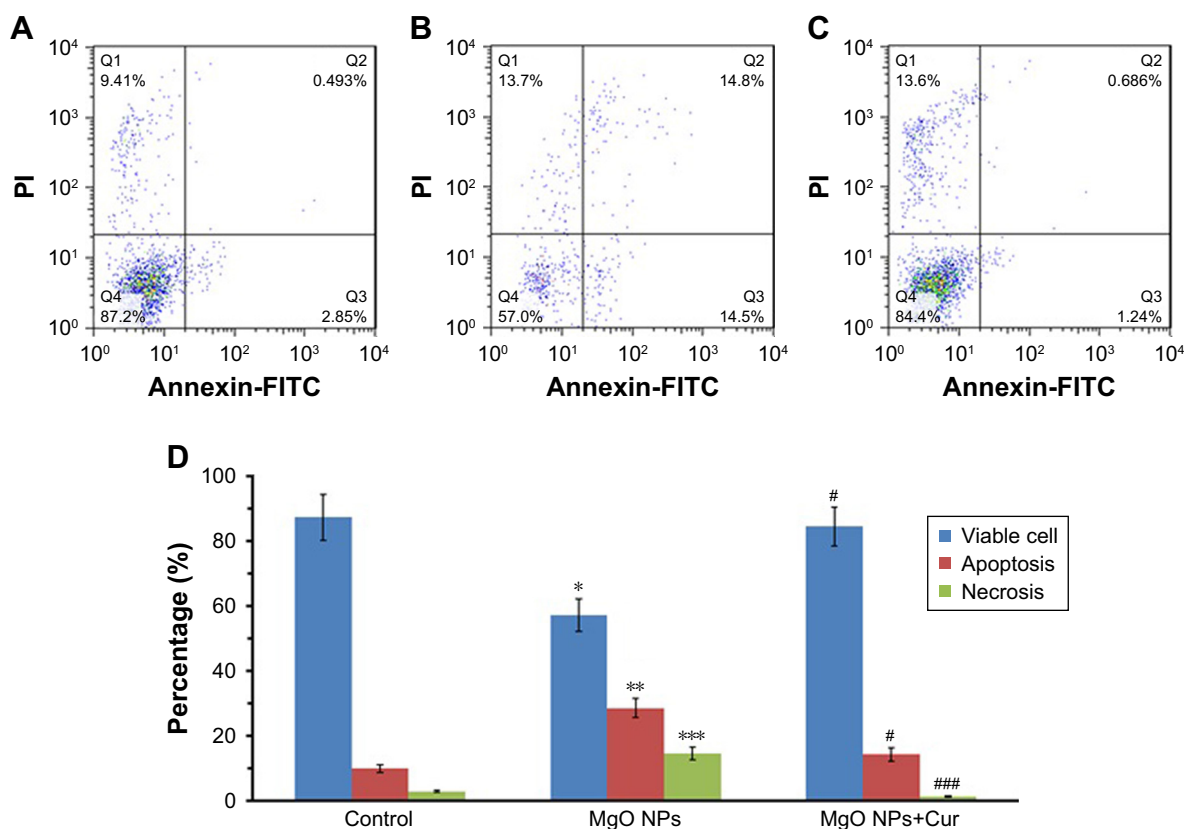 A
10⁴
10³
10²
10¹
10⁰
PI
Q1
9.41%
Q2
0.493%
Q4
87.2%
Q3
2.85%
10⁰ 10¹ 10² 10³ 10⁴
Annexin-FITC
B
10⁴
10³
10²
10¹
10⁰
PI
Q1
13.7%
Q2
14.8%
Q4
57.0%
Q3
14.5%
10⁰ 10¹ 10² 10³ 10⁴
Annexin-FITC
C
10⁴
10³
10²
10¹
10⁰
PI
Q1
13.6%
Q2
0.686%
Q4
84.4%
Q3
1.24%
10⁰ 10¹ 10² 10³ 10⁴
Annexin-FITC
D
Percentage (%)
100
80
60
40
20
0
*
**
***
#
#
###
Viable cell
Apoptosis
Necrosis
Control MgO NPs MgO NPs+Cur